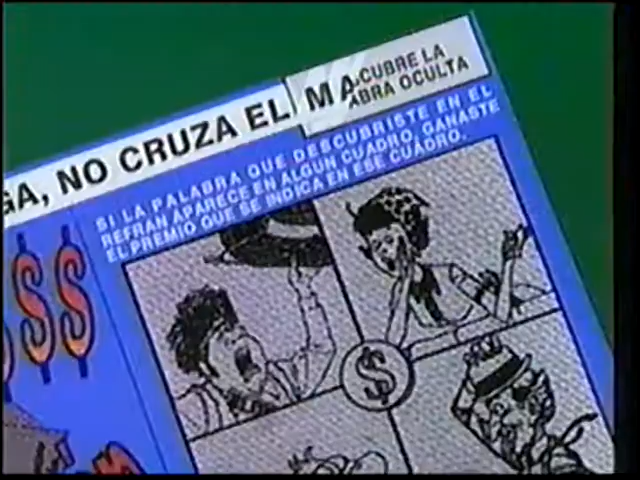 GA, NO CRUZA EL MA
SCUBRE LA
ABRA OCULTA
SI LA PALABRA QUE DESCUBRISTE EN EL
REFRAN APARECE EN ALGUN CUADRO, GANASTE
EL PREMIO QUE SE INDICA EN ESE CUADRO.
$$
$